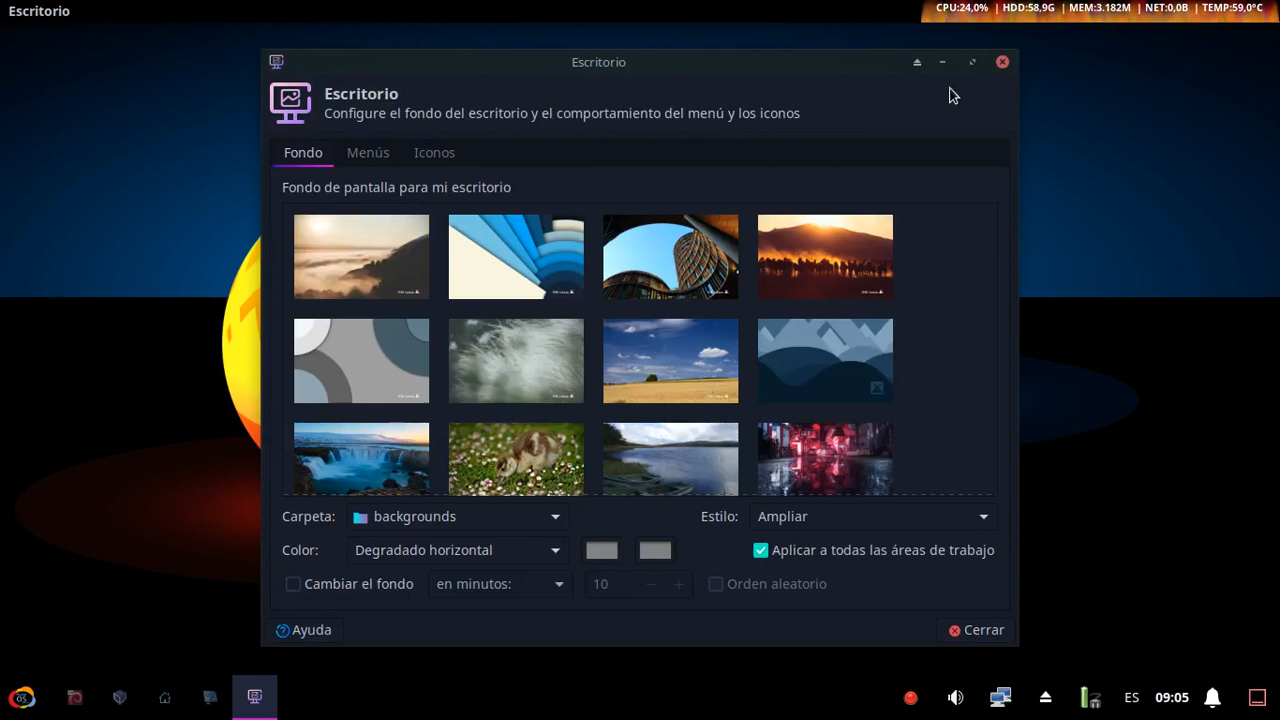 Escritorio
CPU:24,0% | HDD:58,9G | MEM:3.182M | NET:0,0B | TEMP:59,0°C
Escritorio
Escritorio
Configure el fondo del escritorio y el comportamiento del menú y los iconos
Fondo Menús Iconos
Fondo de pantalla para mi escritorio
Carpeta: backgrounds Estilo: Ampliar
Color: Degradado horizontal Aplicar a todas las áreas de trabajo
Cambiar el fondo en minutos: 10 Orden aleatorio
Ayuda Cerrar
OS ES 09:05